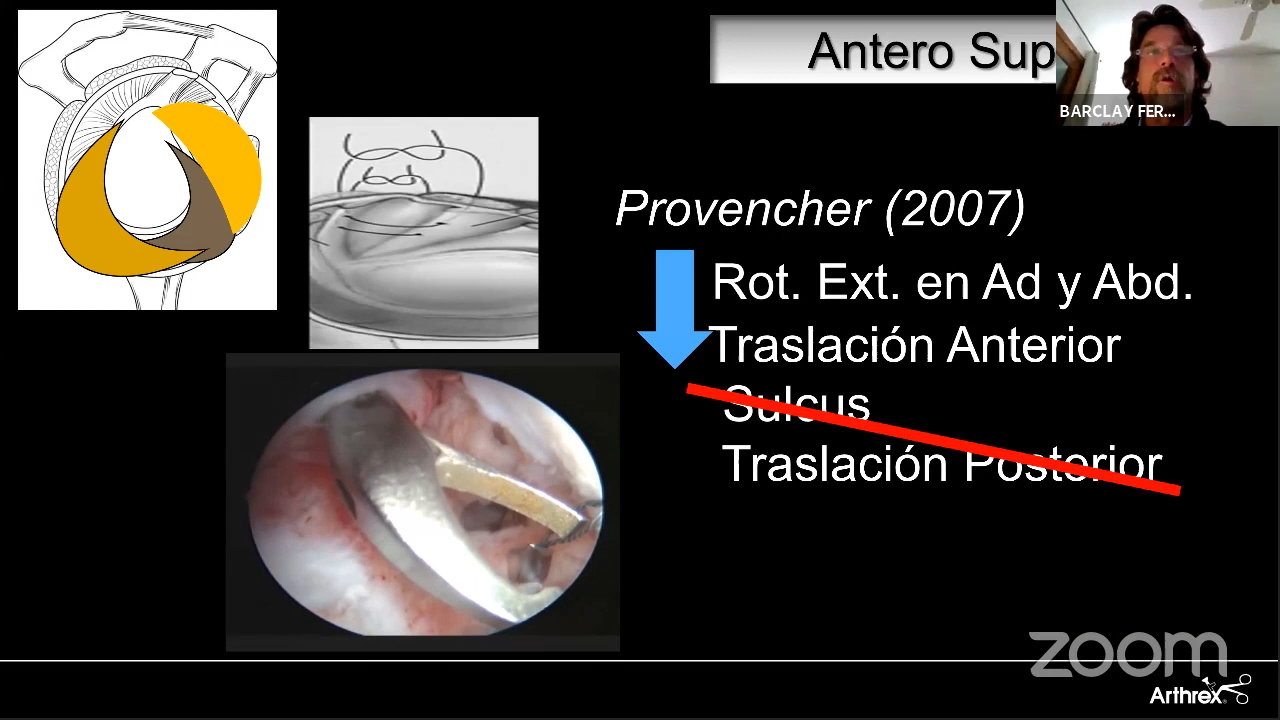 Antero Sup
BARCLAY FER...
Provencher (2007)
Rot. Ext. en Ad y Abd.
Traslación Anterior
Sulcus
Traslación Posterior
zoom
Arthrex